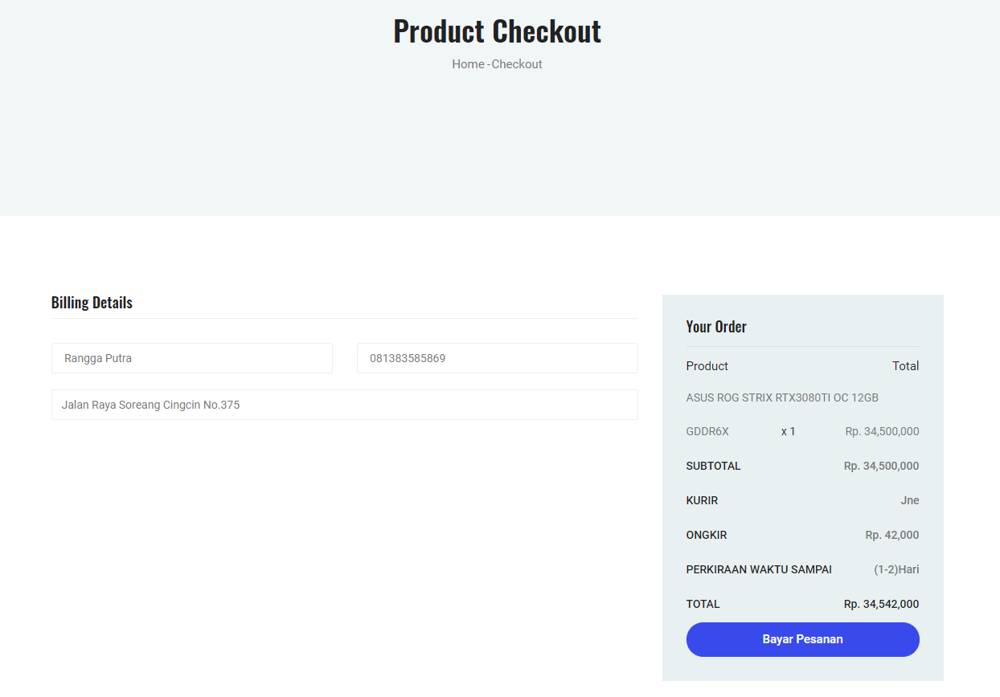 Product Checkout
Home - Checkout
Billing Details
Rangga Putra
081383585869
Jalan Raya Soreang Cingcin No.375
Your Order
Product Total
ASUS ROG STRIX RTX3080TI OC 12GB
GDDR6X x 1 Rp. 34,500,000
SUBTOTAL Rp. 34,500,000
KURIR Jne
ONGKIR Rp. 42,000
PERKIRAAN WAKTU SAMPAI (1-2)Hari
TOTAL Rp. 34,542,000
Bayar Pesanan